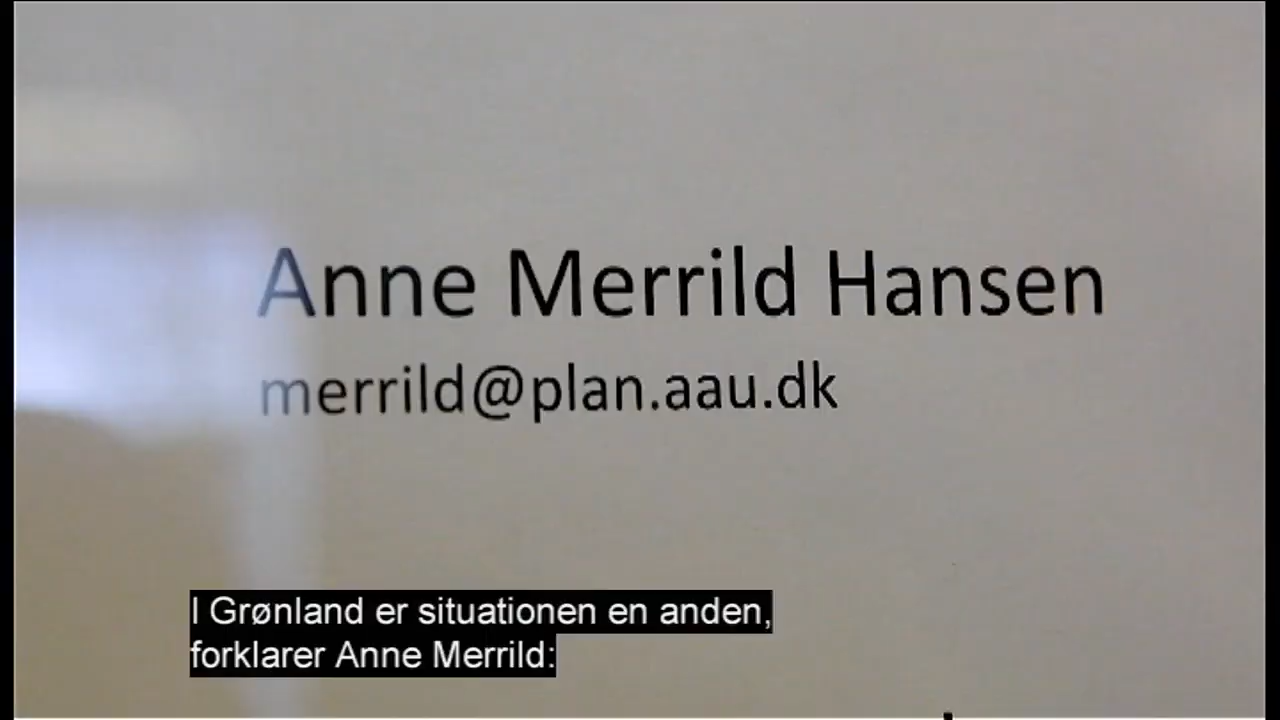 Anne Merrild Hansen
merrild@plan.aau.dk
I Grønland er situationen en anden,
forklarer Anne Merrild: